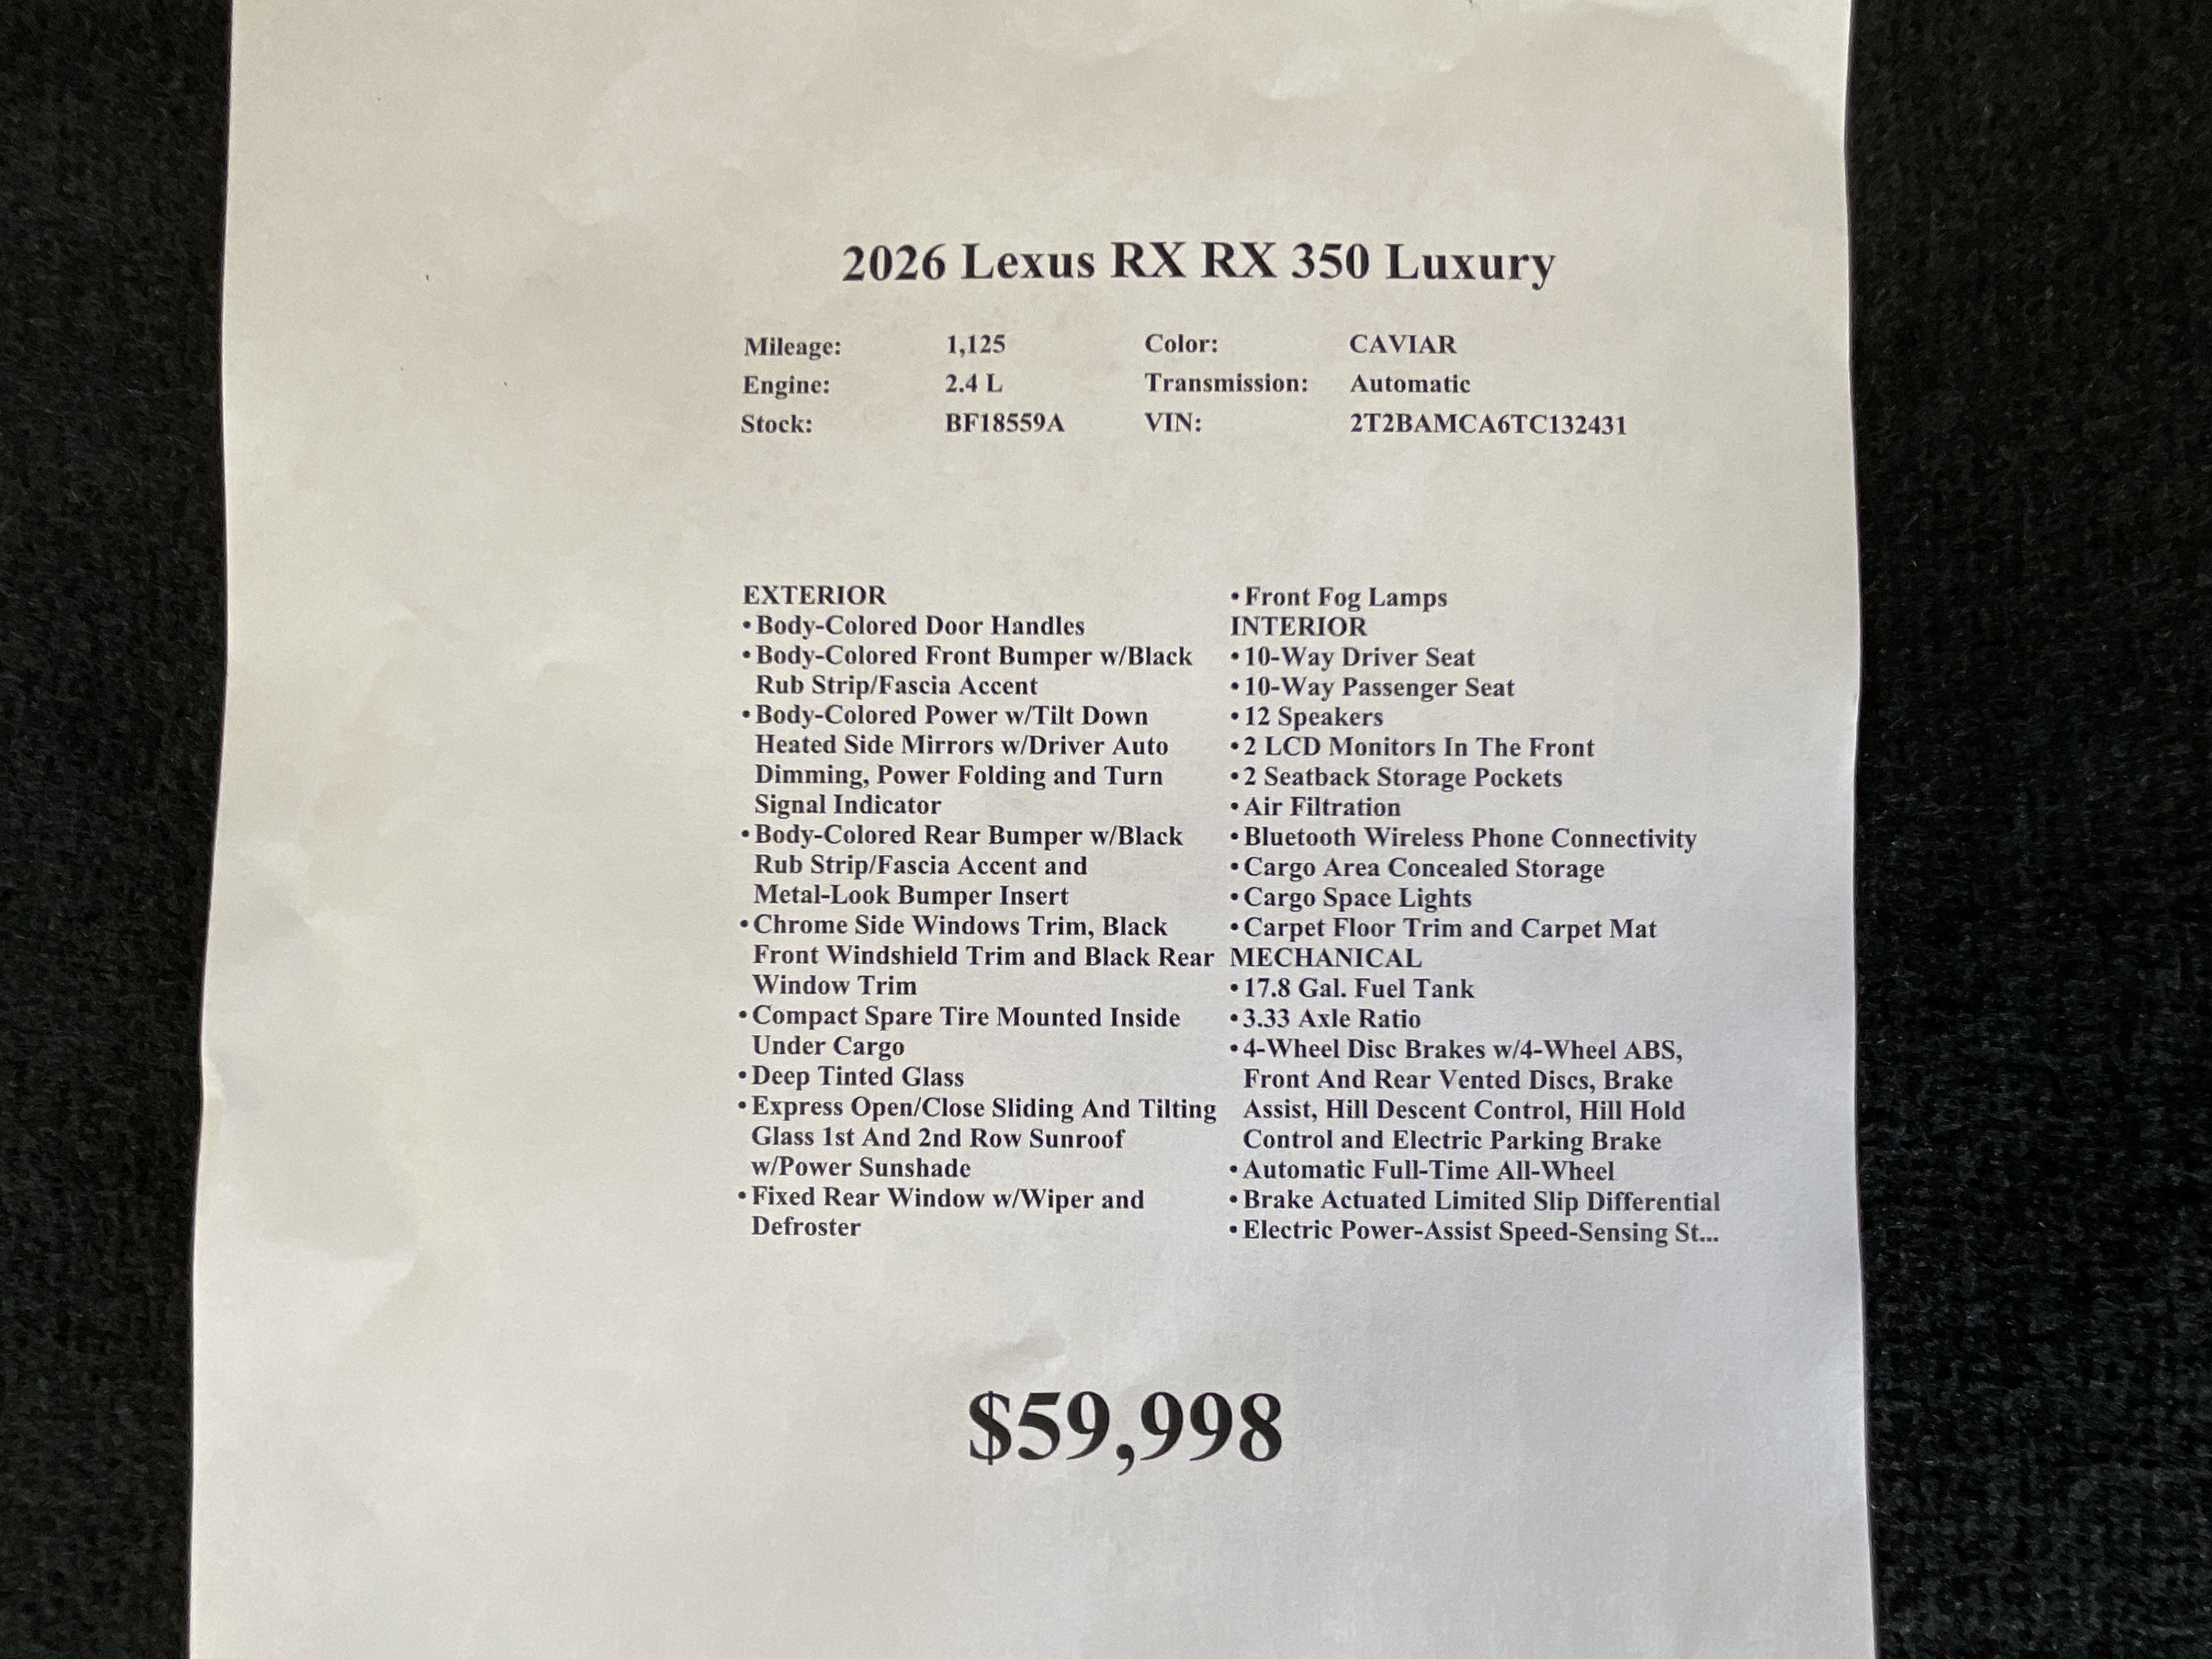 2026 Lexus RX RX 350 Luxury
Mileage: 1,125 Color: CAVIAR
Engine: 2.4 L Transmission: Automatic
Stock: BF18559A VIN: 2T2BAMCA6TC132431
EXTERIOR
• Body-Colored Door Handles
• Body-Colored Front Bumper w/Black
Rub Strip/Fascia Accent
• Body-Colored Power w/Tilt Down
Heated Side Mirrors w/Driver Auto
Dimming, Power Folding and Turn
Signal Indicator
• Body-Colored Rear Bumper w/Black
Rub Strip/Fascia Accent and
Metal-Look Bumper Insert
• Chrome Side Windows Trim, Black
Front Windshield Trim and Black Rear
Window Trim
• Compact Spare Tire Mounted Inside
Under Cargo
• Deep Tinted Glass
• Express Open/Close Sliding And Tilting
Glass 1st And 2nd Row Sunroof
w/Power Sunshade
• Fixed Rear Window w/Wiper and
Defroster
• Front Fog Lamps
INTERIOR
• 10-Way Driver Seat
• 10-Way Passenger Seat
• 12 Speakers
• 2 LCD Monitors In The Front
• 2 Seatback Storage Pockets
• Air Filtration
• Bluetooth Wireless Phone Connectivity
• Cargo Area Concealed Storage
• Cargo Space Lights
• Carpet Floor Trim and Carpet Mat
MECHANICAL
• 17.8 Gal. Fuel Tank
• 3.33 Axle Ratio
• 4-Wheel Disc Brakes w/4-Wheel ABS,
Front And Rear Vented Discs, Brake
Assist, Hill Descent Control, Hill Hold
Control and Electric Parking Brake
• Automatic Full-Time All-Wheel
• Brake Actuated Limited Slip Differential
• Electric Power-Assist Speed-Sensing St...
$59,998